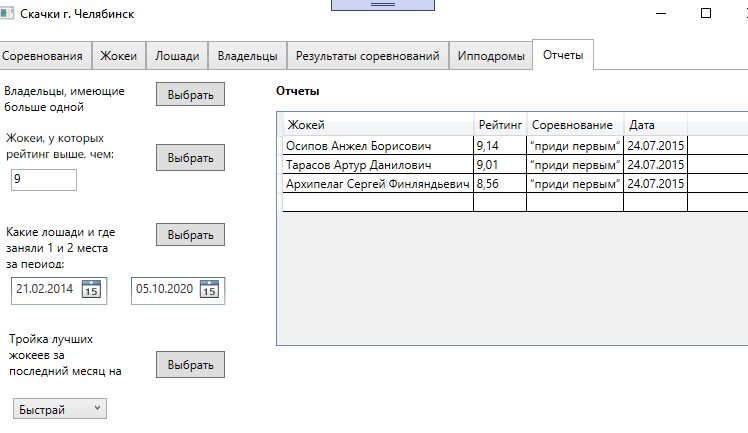 Скачки г. Челябинск
Соревнования Жокеи Лошади Владельцы Результаты соревнований Ипподромы Отчеты
Владельцы, имеющие
больше одной
Выбрать
Жокеи, у которых
рейтинг выше, чем:
Выбрать
9
Какие лошади и где
заняли 1 и 2 места
за период:
Выбрать
21.02.2014 15 05.10.2020 15
Тройка лучших
жокеев за
последний месяц на
Выбрать
Быстрай
Отчеты
Жокей Рейтинг Соревнование Дата
Осипов Анжел Борисович 9,14 "приди первым" 24.07.2015
Тарасов Артур Данилович 9,01 "приди первым" 24.07.2015
Архипелаг Сергей Финляндьевич 8,56 "приди первым" 24.07.2015